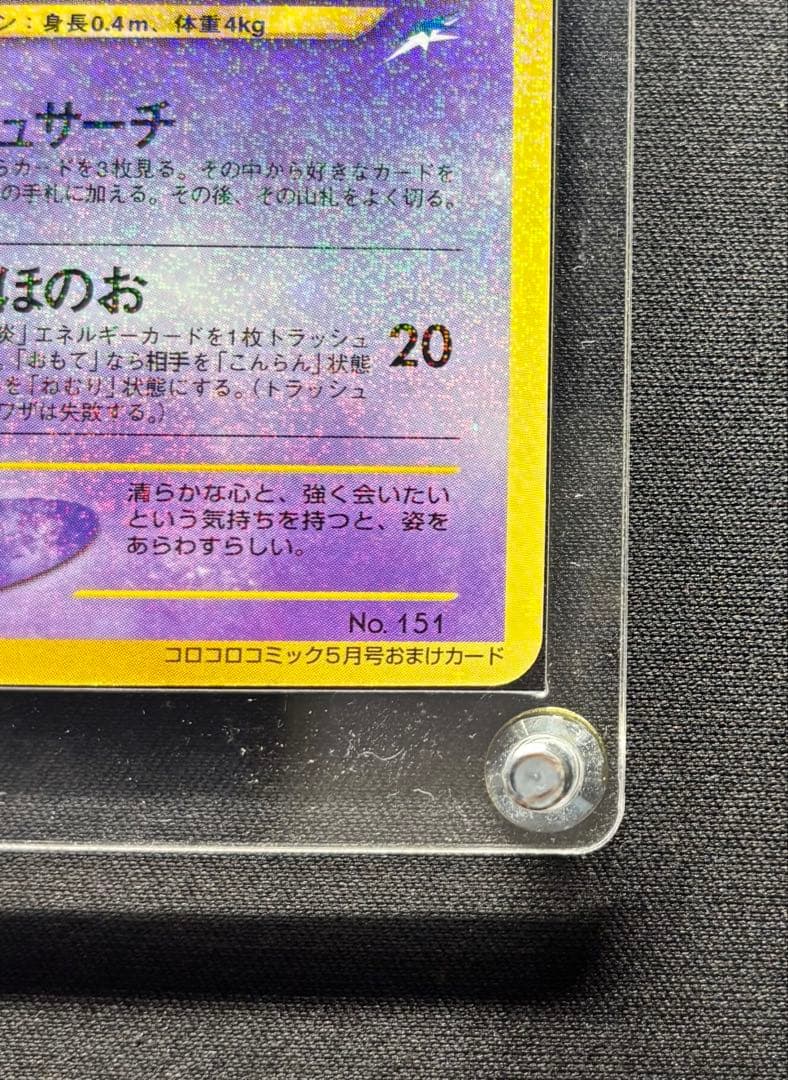 ン：身長0.4m、体重4kg
ュサーチ
らカードを3枚見る。その中から好きなカードを
の手札に加える。その後、その山札をよく切る。
ほのお
炎」エネルギーカードを1枚トラッシュ
、「おもて」なら相手を「こんらん」状態
を「ねむり」状態にする。（トラッシュ
ワザは失敗する。）
20
清らかな心と、強く会いたい
という気持ちを持つと、姿を
あらわすらしい。
No. 151
コロコロコミック5月号おまけカード